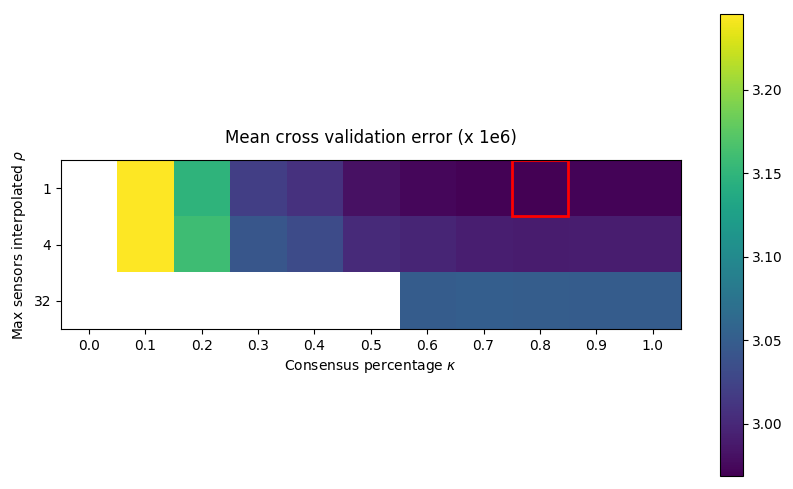 Mean cross validation error (x 1e6)
Max sensors interpolated ρ
1
4
32
0.0 0.1 0.2 0.3 0.4 0.5 0.6 0.7 0.8 0.9 1.0
Consensus percentage κ
3.20
3.15
3.10
3.05
3.00